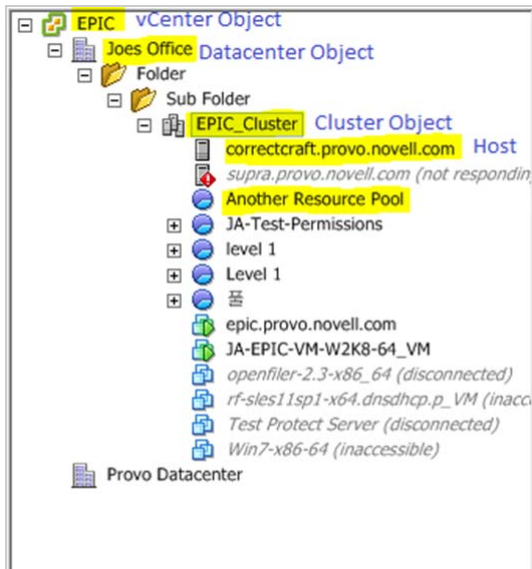 EPIC vCenter Object
Joes Office Datacenter Object
Folder
Sub Folder
EPIC_Cluster Cluster Object
correctcraft.provo.novell.com Host
supra.provo.novell.com (not respondin
Another Resource Pool
JA-Test-Permissions
level 1
Level 1
풀
epic.provo.novell.com
JA-EPIC-VM-W2K8-64_VM
openfiler-2.3-x86_64 (disconnected)
rf-sles11sp1-x64.dnsdhcp.p_VM (inacc
Test Protect Server (disconnected)
Win7-x86-64 (inaccessible)
Provo Datacenter